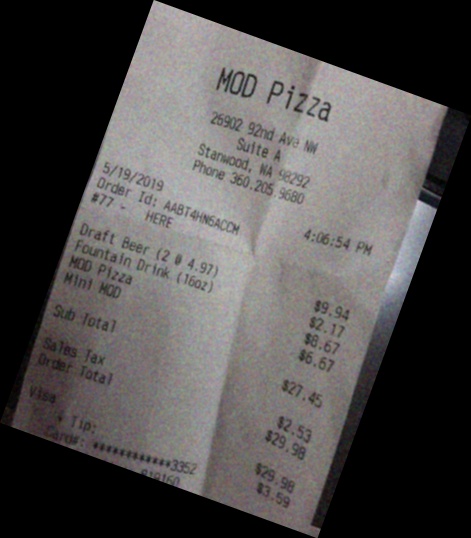 MOD Pizza
26902 92nd Ave NW
Suite A
Stanwood, WA 98292
Phone 360.205.9680
5/19/2019 4:06:54 PM
Order Id: AABT4HN6ACCM
#77 - HERE
Draft Beer (2 @ 4.97) $9.94
Fountain Drink (16oz) $2.17
MOD Pizza $8.67
Mini MOD $6.67
Sub Total $27.45
Sales Tax $2.53
Order Total $29.98
Visa $29.98
Tip: $3.59
Card#: ************3352